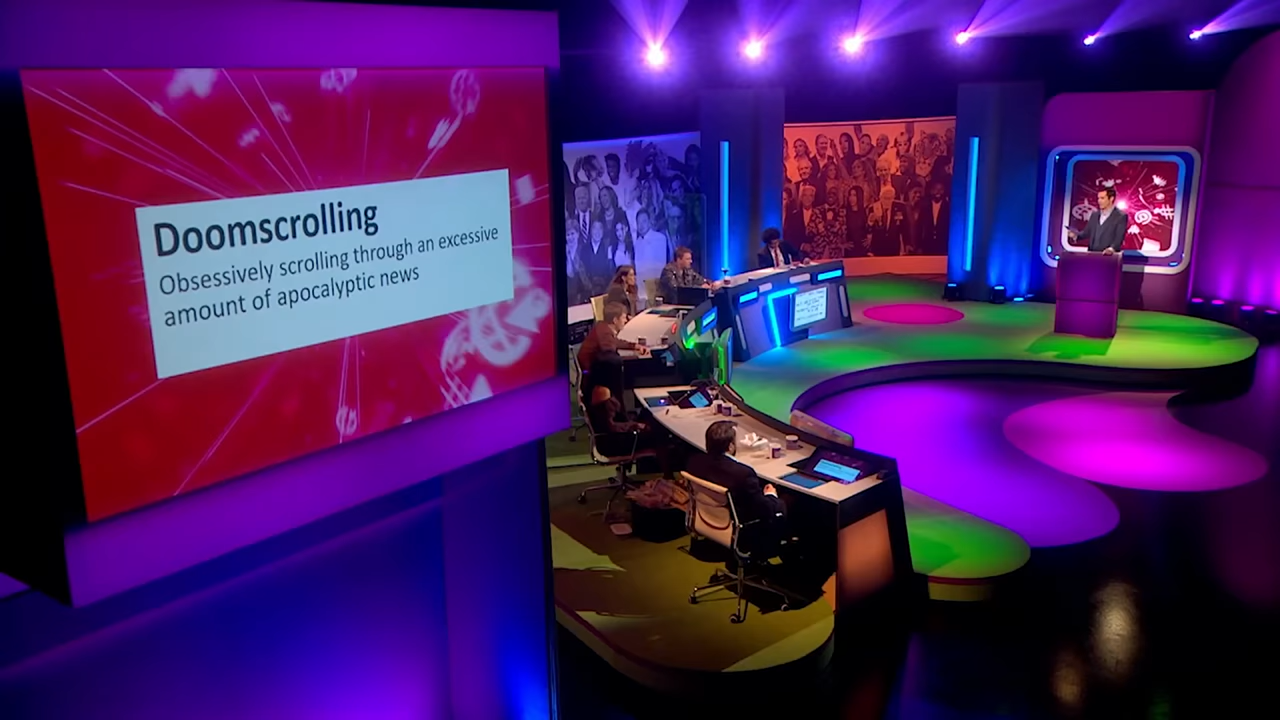 Doomscrolling
Obsessively scrolling through an excessive
amount of apocalyptic news